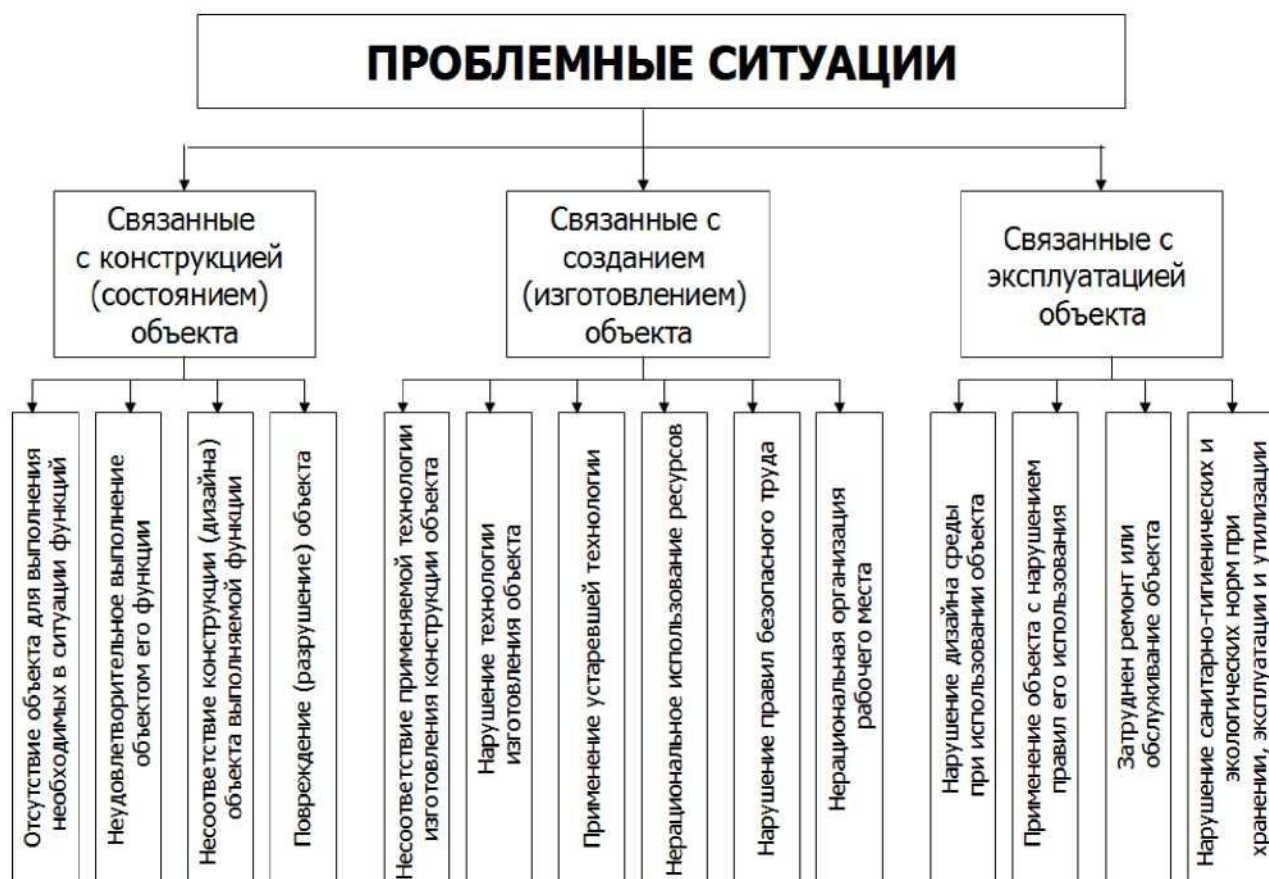 ПРОБЛЕМНЫЕ СИТУАЦИИ
Связанные
с конструкцией
(состоянием)
объекта
Связанные с
созданием
(изготовлением)
объекта
Связанные с
эксплуатацией
объекта
Отсутствие объекта для выполнения
необходимых в ситуации функций
Неудовлетворительное выполнение
объектом его функции
Несоответствие конструкции (дизайна)
объекта выполняемой функции
Повреждение (разрушение) объекта
Несоответствие применяемой технологии
изготовления конструкции объекта
Нарушение технологии
изготовления объекта
Применение устаревшей технологии
Нерациональное использование ресурсов
Нарушение правил безопасного труда
Нерациональная организация
рабочего места
Нарушение дизайна среды
при использовании объекта
Применение объекта с нарушением
правил его использования
Затруднен ремонт или
обслуживание объекта
Нарушение санитарно-гигиенических и
экологических норм при
хранении, эксплуатации и утилизации